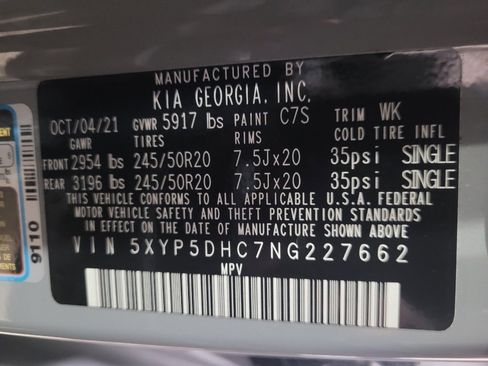 MANUFACTURED BY
KIA GEORGIA, INC.
OCT/04/21 GVWR 5917 lbs PAINT C7S TRIM WK
GAWR TIRES RIMS COLD TIRE INFL
FRONT 2954 lbs 245/50R20 7.5Jx20 35psi SINGLE
REAR 3196 lbs 245/50R20 7.5Jx20 35psi SINGLE
THIS VEHICLE CONFORMS TO ALL APPLICABLE U.S.A. FEDERAL
MOTOR VEHICLE SAFETY AND THEFT PREVENTION STANDARDS
IN EFFECT ON THE DATE OF MANUFACTURE SHOWN ABOVE
VIN 5XYP5DHC7NG227662
MPV
9110